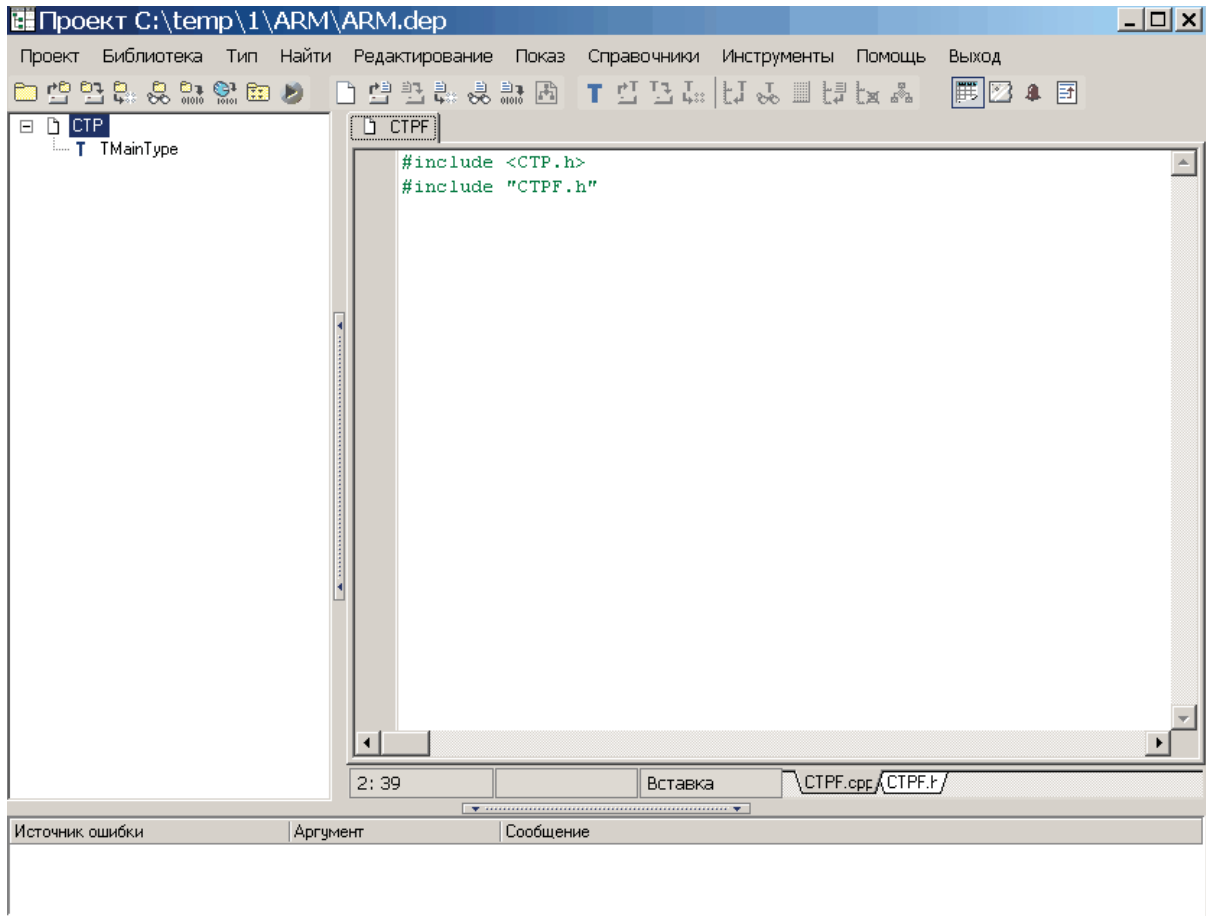 Проект C:\temp\1\ARM\ARM.dep
Проект Библиотека Тип Найти Редактирование Показ Справочники Инструменты Помощь Выход
CTP
TMainType
CTPF
#include <CTP.h>
#include "CTPF.h"
2: 39 Вставка CTPF.cpp CTPF.h
Источник ошибки Аргумент Сообщение